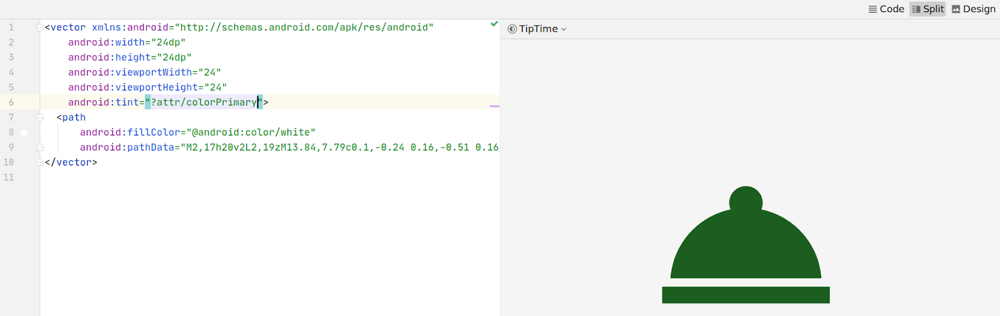 Code Split Design
TipTime
1 <vector xmlns:android="http://schemas.android.com/apk/res/android"
2 android:width="24dp"
3 android:height="24dp"
4 android:viewportWidth="24"
5 android:viewportHeight="24"
6 android:tint="?attr/colorPrimary">
7 <path
8 android:fillColor="@android:color/white"
9 android:pathData="M2,17h20v2L2,19zM13.84,7.79c0.1,-0.24 0.16,-0.51 0.16
10 </vector>
11